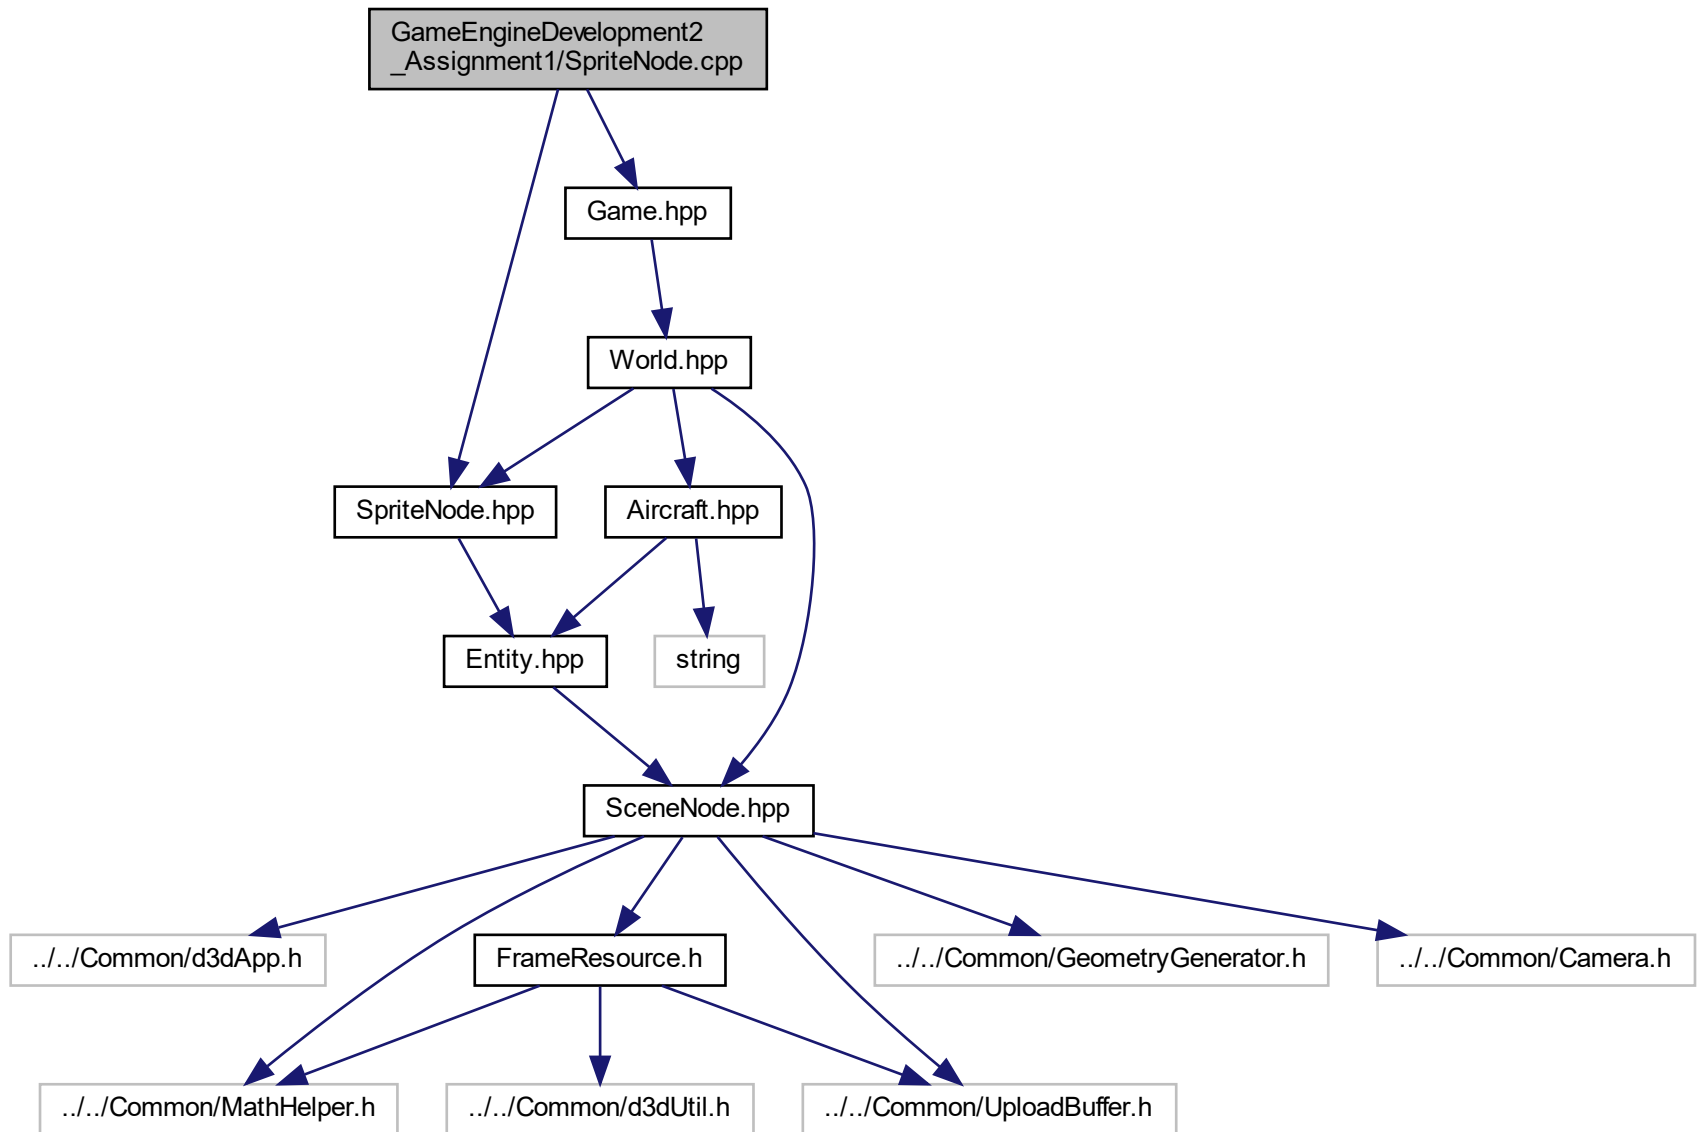 GameEngineDevelopment2
_Assignment1/SpriteNode.cpp
Game.hpp
World.hpp
SpriteNode.hpp
Aircraft.hpp
Entity.hpp
string
SceneNode.hpp
../../Common/d3dApp.h
FrameResource.h
../../Common/GeometryGenerator.h
../../Common/Camera.h
../../Common/MathHelper.h
../../Common/d3dUtil.h
../../Common/UploadBuffer.h